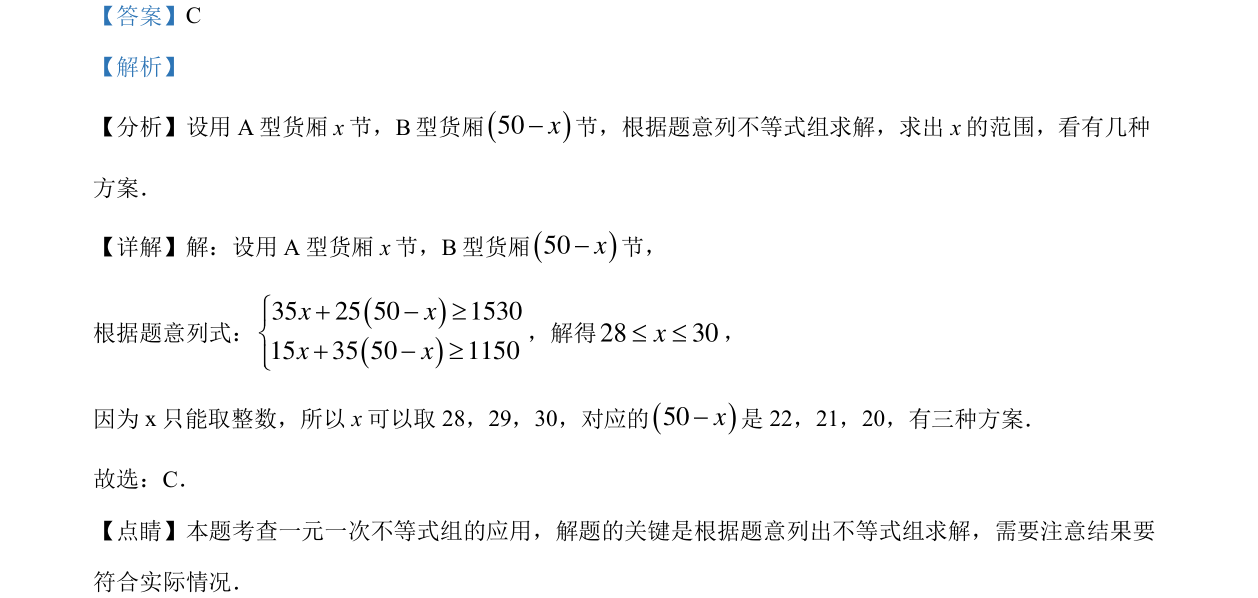 【答案】C
【解析】
【分析】设用 A 型货厢 x 节，B 型货厢(50－x)节，根据题意列不等式组求解，求出 x 的范围，看有几种
方案．
【详解】解：设用 A 型货厢 x 节，B 型货厢(50－x)节，
根据题意列式：{35x+25(50－x)≥1530
15x+35(50－x)≥1150，解得28≤x≤30，
因为 x 只能取整数，所以 x 可以取 28，29，30，对应的(50－x)是 22，21，20，有三种方案．
故选：C．
【点睛】本题考查一元一次不等式组的应用，解题的关键是根据题意列出不等式组求解，需要注意结果要
符合实际情况．